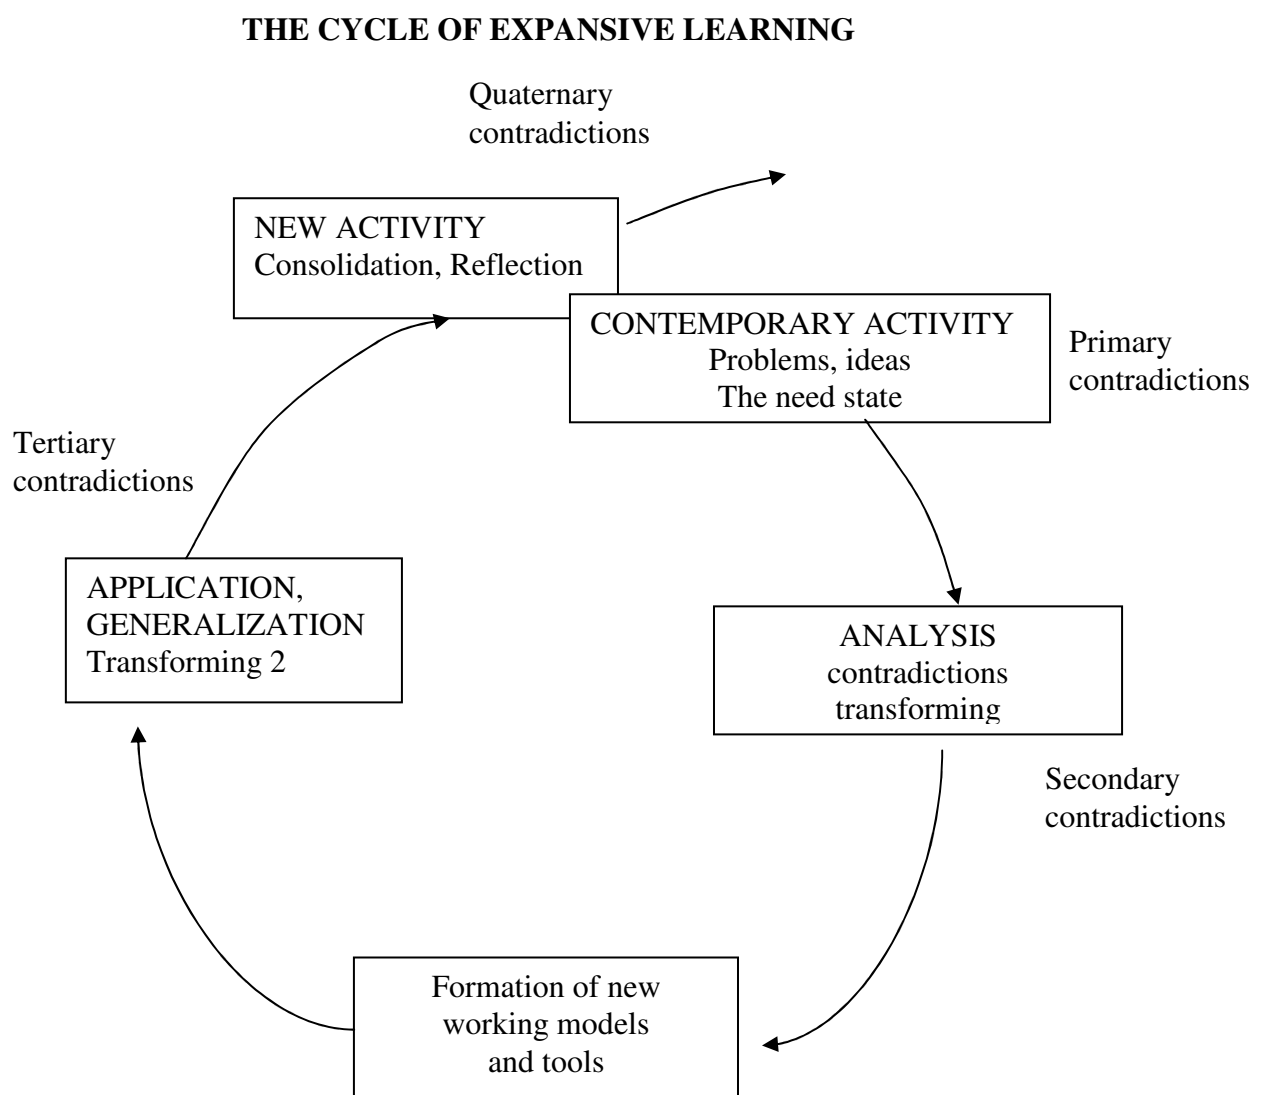 THE CYCLE OF EXPANSIVE LEARNING
Quaternary
contradictions
NEW ACTIVITY
Consolidation, Reflection
CONTEMPORARY ACTIVITY
Problems, ideas
The need state
Primary
contradictions
Tertiary
contradictions
APPLICATION,
GENERALIZATION
Transforming 2
ANALYSIS
contradictions
transforming
Secondary
contradictions
Formation of new
working models
and tools